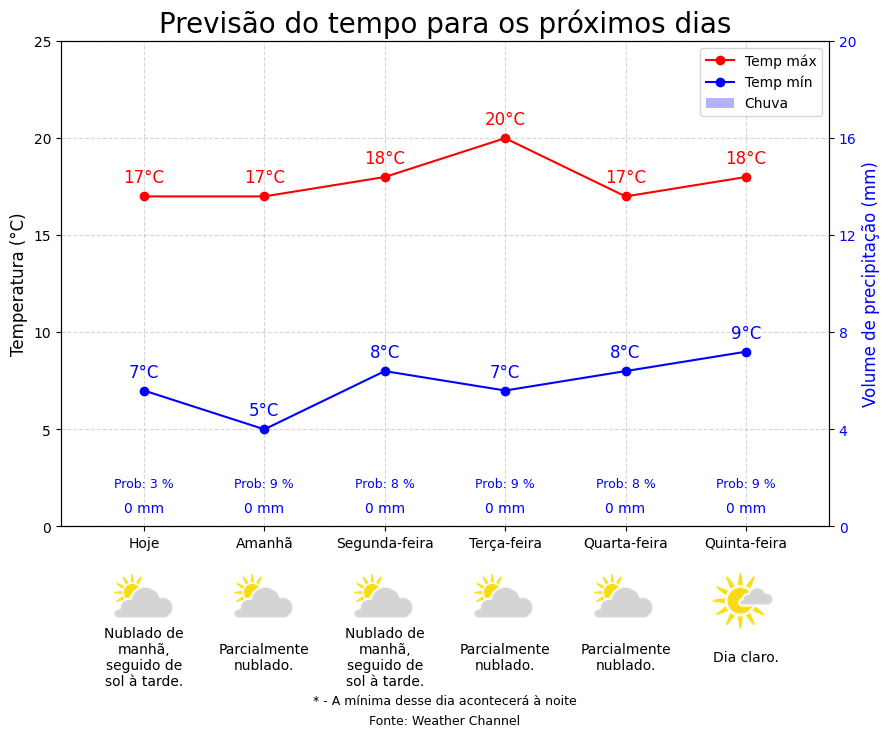 Previsão do tempo para os próximos dias
25
20
15
10
5
0
Temperatura (°C)
20
16
12
8
4
0
Volume de precipitação (mm)
Temp máx
Temp mín
Chuva
17°C 17°C 18°C 20°C 17°C 18°C
7°C 5°C 8°C 7°C 8°C 9°C
Prob: 3 % Prob: 9 % Prob: 8 % Prob: 9 % Prob: 8 % Prob: 9 %
0 mm 0 mm 0 mm 0 mm 0 mm 0 mm
Hoje Amanhã Segunda-feira Terça-feira Quarta-feira Quinta-feira
Nublado de
manhã,
seguido de
sol à tarde.
Parcialmente
nublado.
Nublado de
manhã,
seguido de
sol à tarde.
Parcialmente
nublado.
Parcialmente
nublado.
Dia claro.
* - A mínima desse dia acontecerá à noite
Fonte: Weather Channel